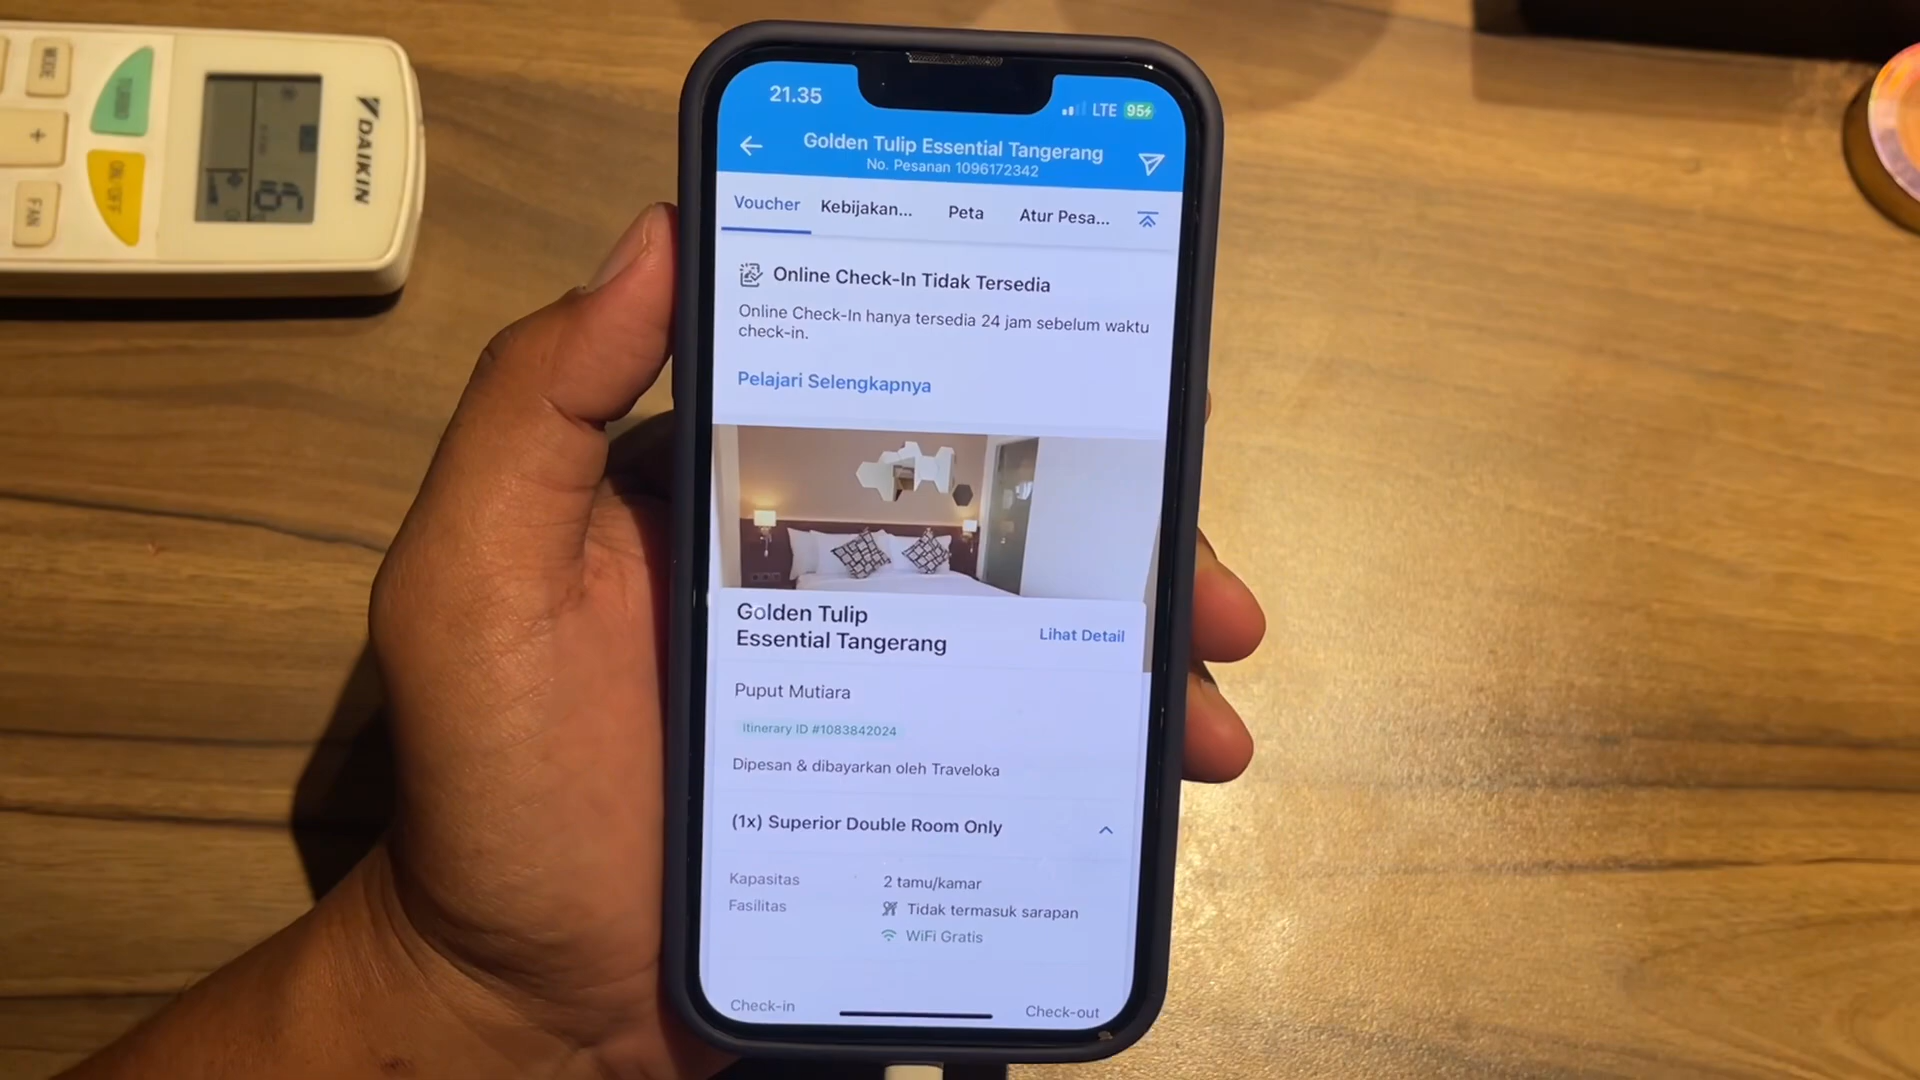 MODE
TURBO
+
ON/OFF
FAN
16
DAIKIN
21.35
LTE 95
Golden Tulip Essential Tangerang
No. Pesanan 1096172342
Voucher
Kebijakan...
Peta
Atur Pesa...
Online Check-In Tidak Tersedia
Online Check-In hanya tersedia 24 jam sebelum waktu
check-in.
Pelajari Selengkapnya
Golden Tulip
Essential Tangerang
Lihat Detail
Puput Mutiara
Itinerary ID #1083842024
Dipesan & dibayarkan oleh Traveloka
(1x) Superior Double Room Only
Kapasitas
2 tamu/kamar
Fasilitas
Tidak termasuk sarapan
WiFi Gratis
Check-in
Check-out